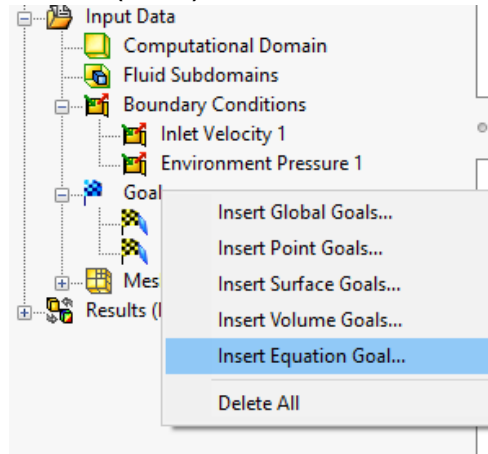 Input Data
Computational Domain
Fluid Subdomains
Boundary Conditions
Inlet Velocity 1
Environment Pressure 1
Goal
Insert Global Goals...
Insert Point Goals...
Mes
Insert Surface Goals...
Results (
Insert Volume Goals...
Insert Equation Goal...
Delete All